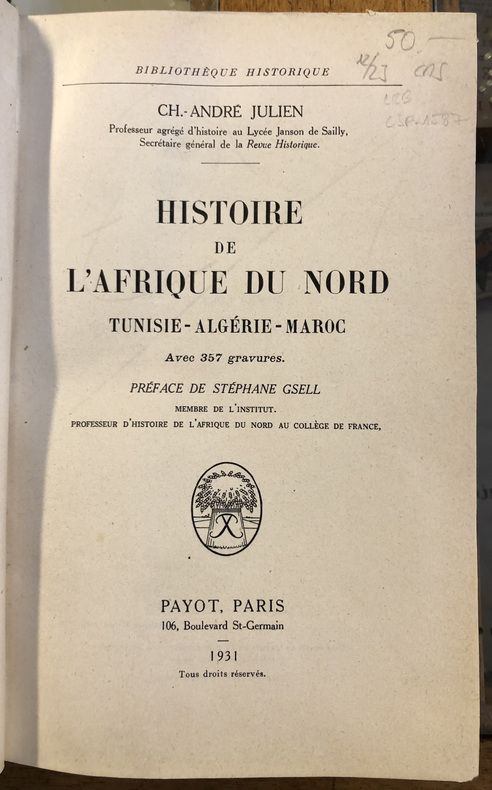 50.—
12/23
BIBLIOTHÈQUE HISTORIQUE
CH.-ANDRÉ JULIEN
Professeur agrégé d'histoire au Lycée Janson de Sailly,
Secrétaire général de la Revue Historique.
HISTOIRE
DE
L'AFRIQUE DU NORD
TUNISIE-ALGÉRIE-MAROC
Avec 357 gravures.
PRÉFACE DE STÉPHANE GSELL
MEMBRE DE L'INSTITUT.
PROFESSEUR D'HISTOIRE DE L'AFRIQUE DU NORD AU COLLÈGE DE FRANCE,
PAYOT, PARIS
106, Boulevard St-Germain
1931
Tous droits réservés.